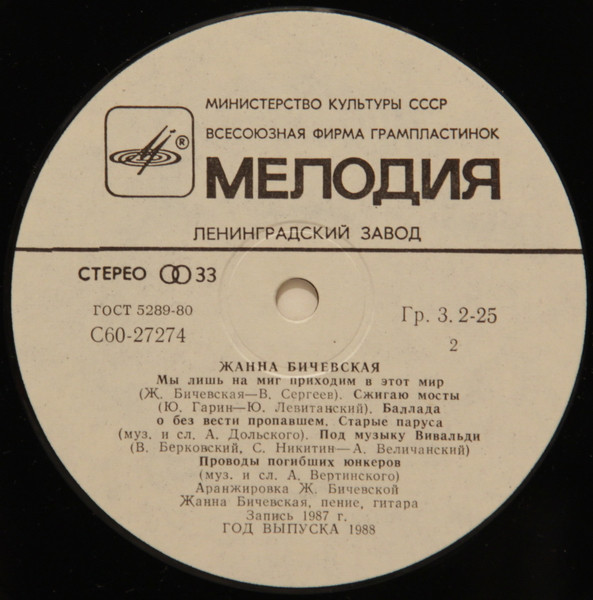 МИНИСТЕРСТВО КУЛЬТУРЫ СССР
ВСЕСОЮЗНАЯ ФИРМА ГРАМПЛАСТИНОК
®
МЕЛОДИЯ
ЛЕНИНГРАДСКИЙ ЗАВОД
СТЕРЕО 33
ГОСТ 5289-80
Гр. 3. 2-25
С60-27274
2
ЖАННА БИЧЕВСКАЯ
Мы лишь на миг приходим в этот мир
(Ж. Бичевская—В. Сергеев). Сжигаю мосты
(Ю. Гарин—Ю. Левитанский). Баллада
о без вести пропавшем. Старые паруса
(муз. и сл. А. Дольского). Под музыку Вивальди
(В. Берковский, С. Никитин—А. Величанский)
Проводы погибших юнкеров
(муз. и сл. А. Вертинского)
Аранжировка Ж. Бичевской
Жанна Бичевская, пение, гитара
Запись 1987 г.
ГОД ВЫПУСКА 1988